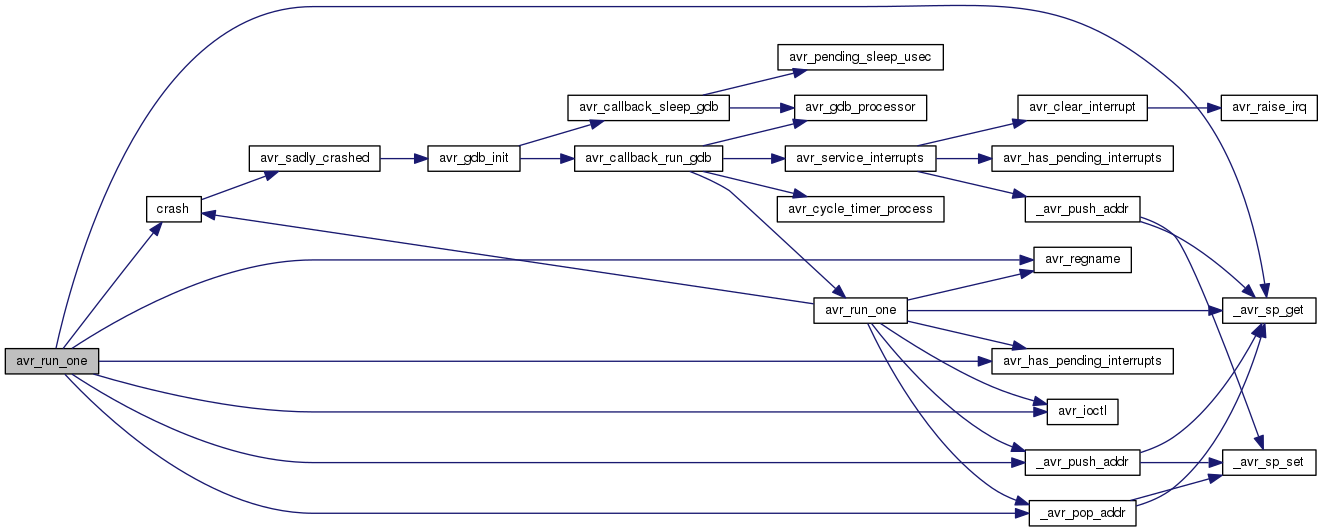 avr_pending_sleep_usec
avr_callback_sleep_gdb
avr_gdb_processor
avr_clear_interrupt
avr_raise_irq
avr_sadly_crashed
avr_gdb_init
avr_callback_run_gdb
avr_service_interrupts
avr_has_pending_interrupts
crash
avr_cycle_timer_process
_avr_push_addr
avr_regname
avr_run_one
_avr_sp_get
avr_run_one
avr_has_pending_interrupts
avr_ioctl
_avr_push_addr
_avr_sp_set
_avr_pop_addr